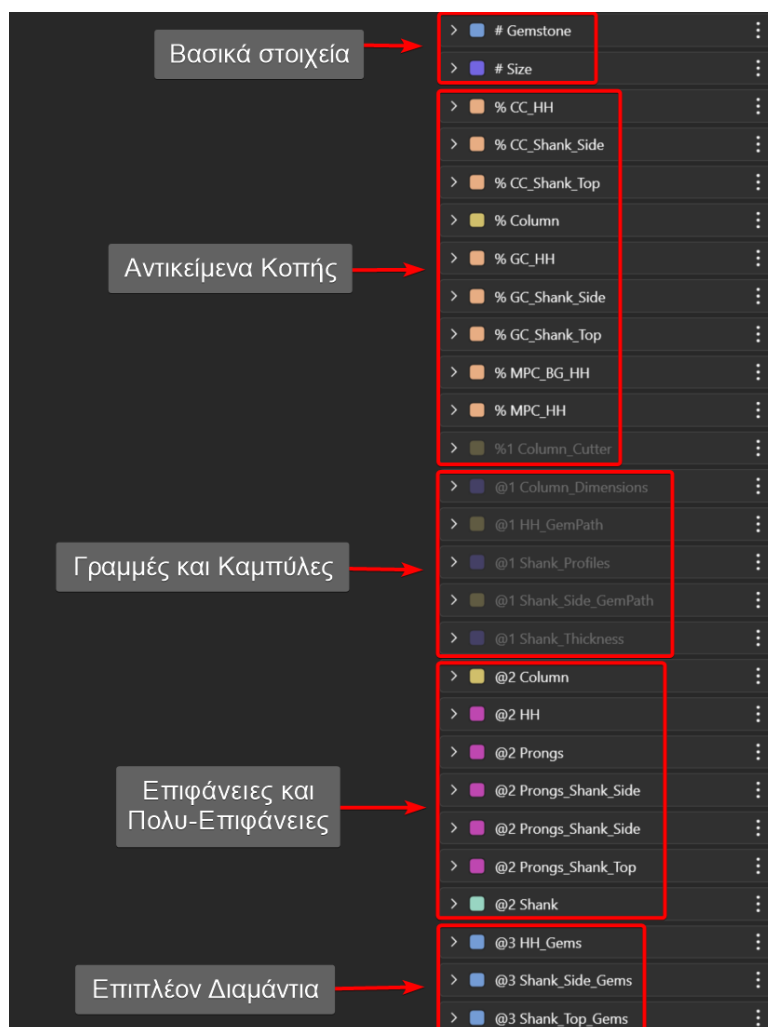 Βασικά στοιχεία
# Gemstone
# Size
Αντικείμενα Κοπής
% CC_HH
% CC_Shank_Side
% CC_Shank_Top
% Column
% GC_HH
% GC_Shank_Side
% GC_Shank_Top
% MPC_BG_HH
% MPC_HH
%1 Column_Cutter
Γραμμές και Καμπύλες
@1 Column_Dimensions
@1 HH_GemPath
@1 Shank_Profiles
@1 Shank_Side_GemPath
@1 Shank_Thickness
Επιφάνειες και
Πολυ-Επιφάνειες
@2 Column
@2 HH
@2 Prongs
@2 Prongs_Shank_Side
@2 Prongs_Shank_Side
@2 Prongs_Shank_Top
@2 Shank
Επιπλέον Διαμάντια
@3 HH_Gems
@3 Shank_Side_Gems
@3 Shank_Top_Gems